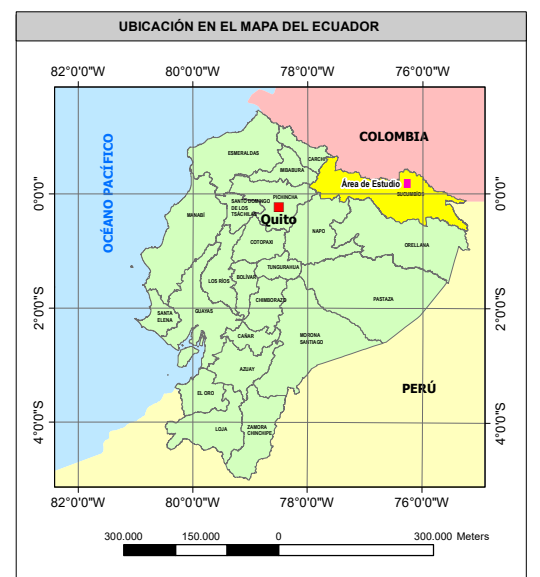 UBICACIÓN EN EL MAPA DEL ECUADOR
82°0'0"W 80°0'0"W 78°0'0"W 76°0'0"W
COLOMBIA
OCÉANO PACÍFICO
ESMERALDAS
CARCHI
IMBABURA
Área de Estudio
SUCUMBÍOS
0°0'0"
0°0'0"
SANTO DOMINGO
DE LOS
TSÁCHILAS
PICHINCHA
MANABÍ
Quito
NAPO
ORELLANA
COTOPAXI
TUNGURAHUA
LOS RÍOS
BOLÍVAR
CHIMBORAZO
PASTAZA
2°0'0"S
2°0'0"S
SANTA
ELENA
GUAYAS
CAÑAR
MORONA
SANTIAGO
AZUAY
PERÚ
EL ORO
4°0'0"S
4°0'0"S
LOJA
ZAMORA
CHINCHIPE
82°0'0"W 80°0'0"W 78°0'0"W 76°0'0"W
300.000 150.000 0 300.000 Meters